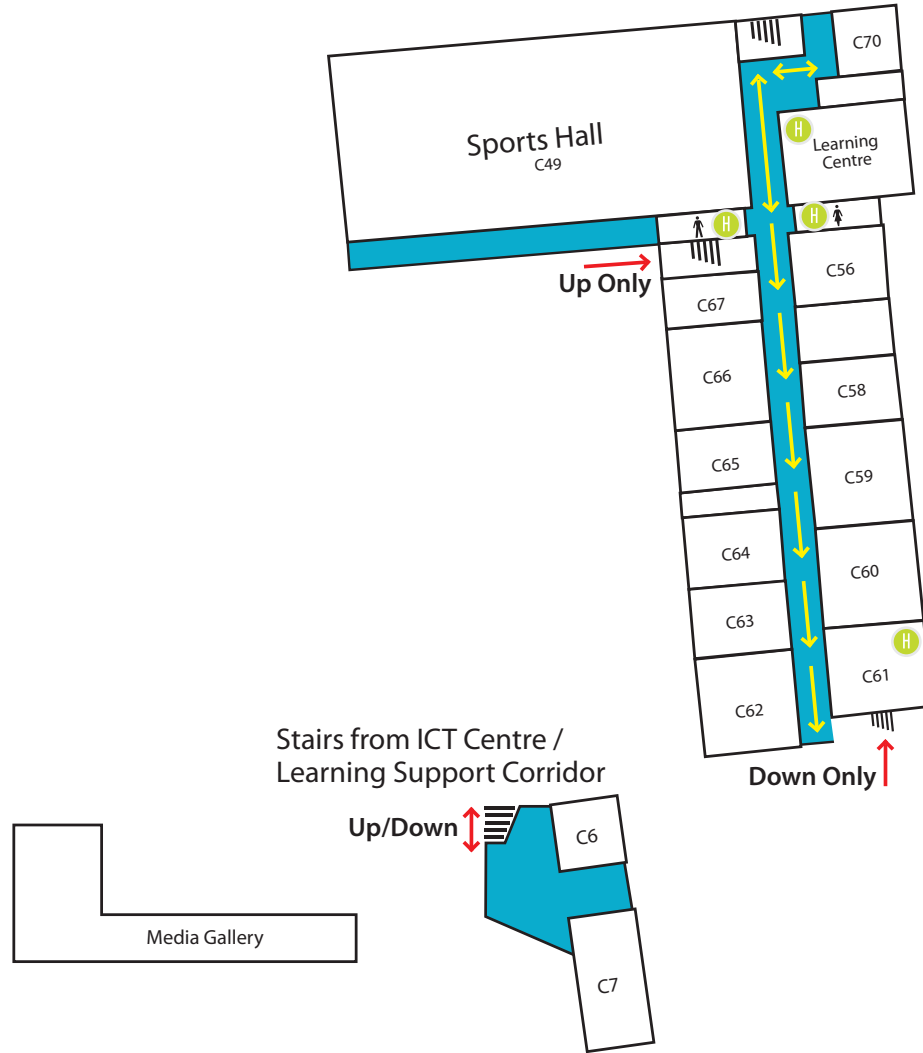 C70
Sports Hall
C49
H
Learning
Centre
H
H
Up Only
C56
C67
C66
C58
C65
C59
C64
C60
C63
H
C61
C62
Stairs from ICT Centre /
Learning Support Corridor
Down Only
Up/Down
C6
Media Gallery
C7